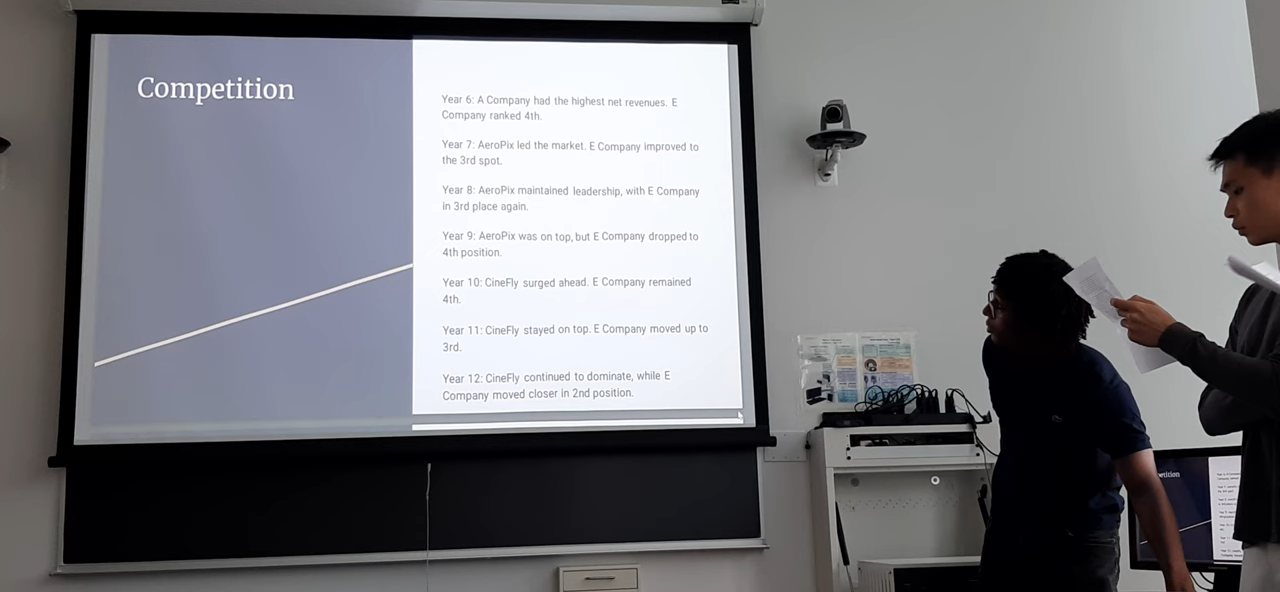 Competition
Year 6: A Company had the highest net revenues. E
Company ranked 4th.
Year 7: AeroPix led the market. E Company improved to
the 3rd spot.
Year 8: AeroPix maintained leadership, with E Company
in 3rd place again.
Year 9: AeroPix was on top, but E Company dropped to
4th position.
Year 10: CineFly surged ahead. E Company remained
4th.
Year 11: CineFly stayed on top. E Company moved up to
3rd.
Year 12: CineFly continued to dominate, while E
Company moved closer in 2nd position.